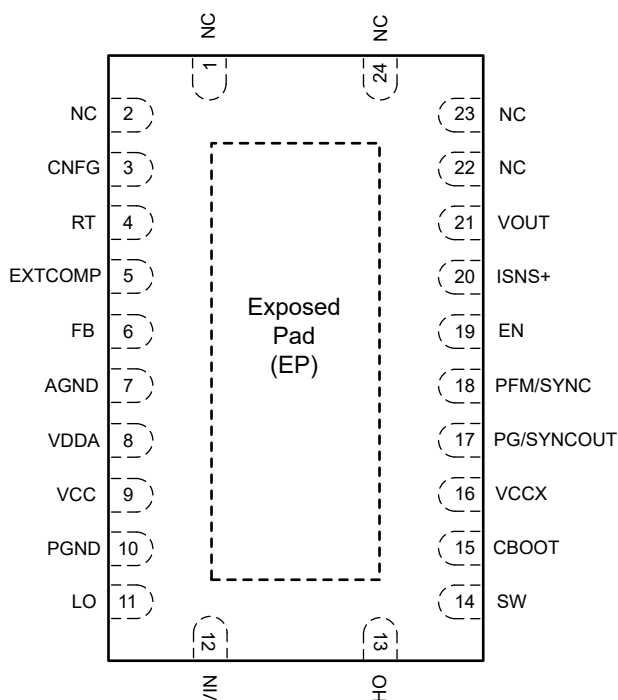 NC
NC
1
24
NC 2
23 NC
CNFG 3
22 NC
RT 4
21 VOUT
EXTCOMP 5
20 ISNS+
FB 6
19 EN
AGND 7
18 PFM/SYNC
VDDA 8
17 PG/SYNCOUT
VCC 9
16 VCCX
PGND 10
15 CBOOT
LO 11
14 SW
Exposed
Pad
(EP)
12
13
VIN
HO